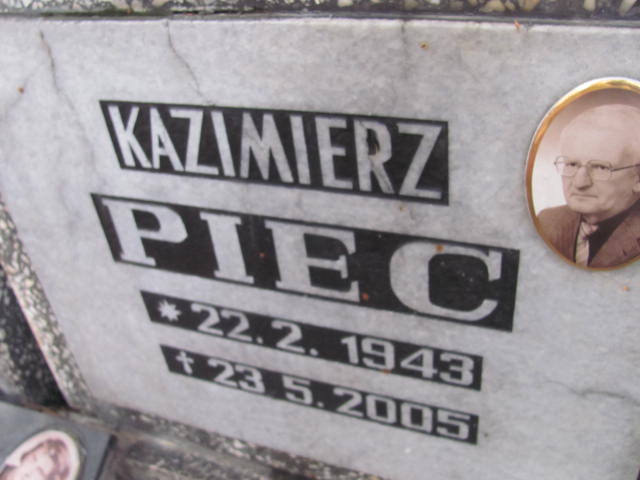 KAZIMIERZ
PIEC
* 22. 2. 1943
† 23 5. 2005